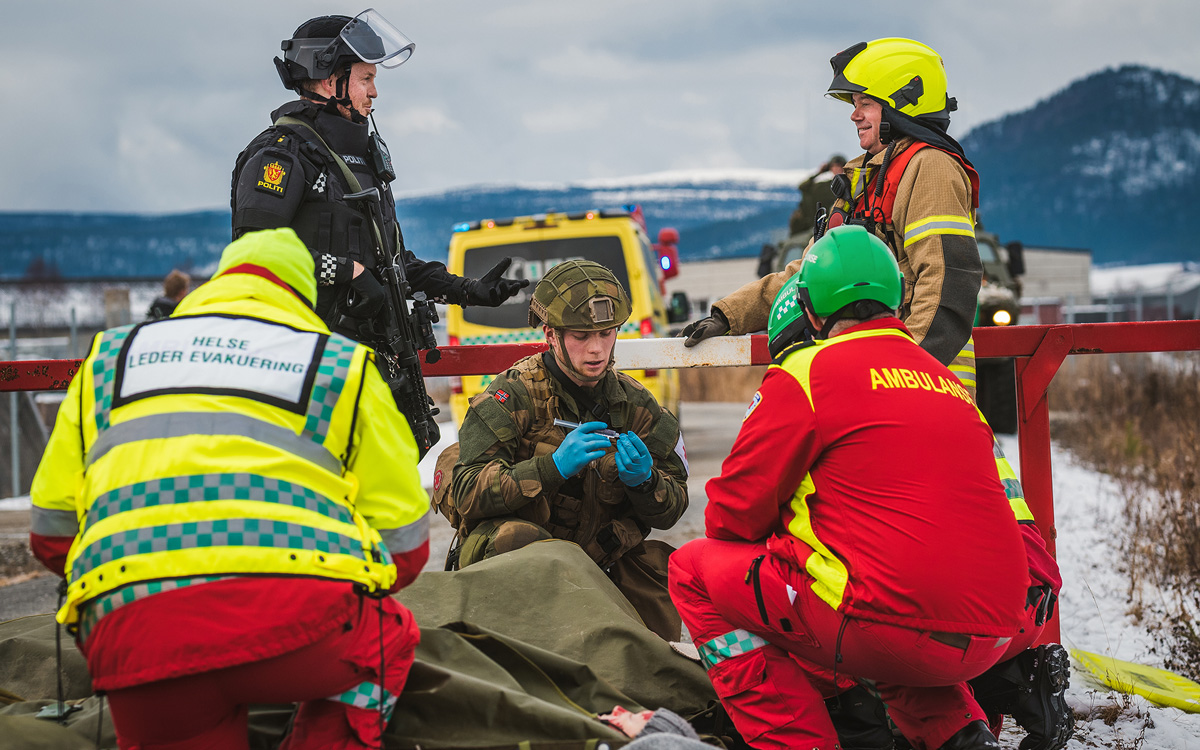 POLITI
POLITI
HELSE
LEDER EVAKUERING
AMBULANSE